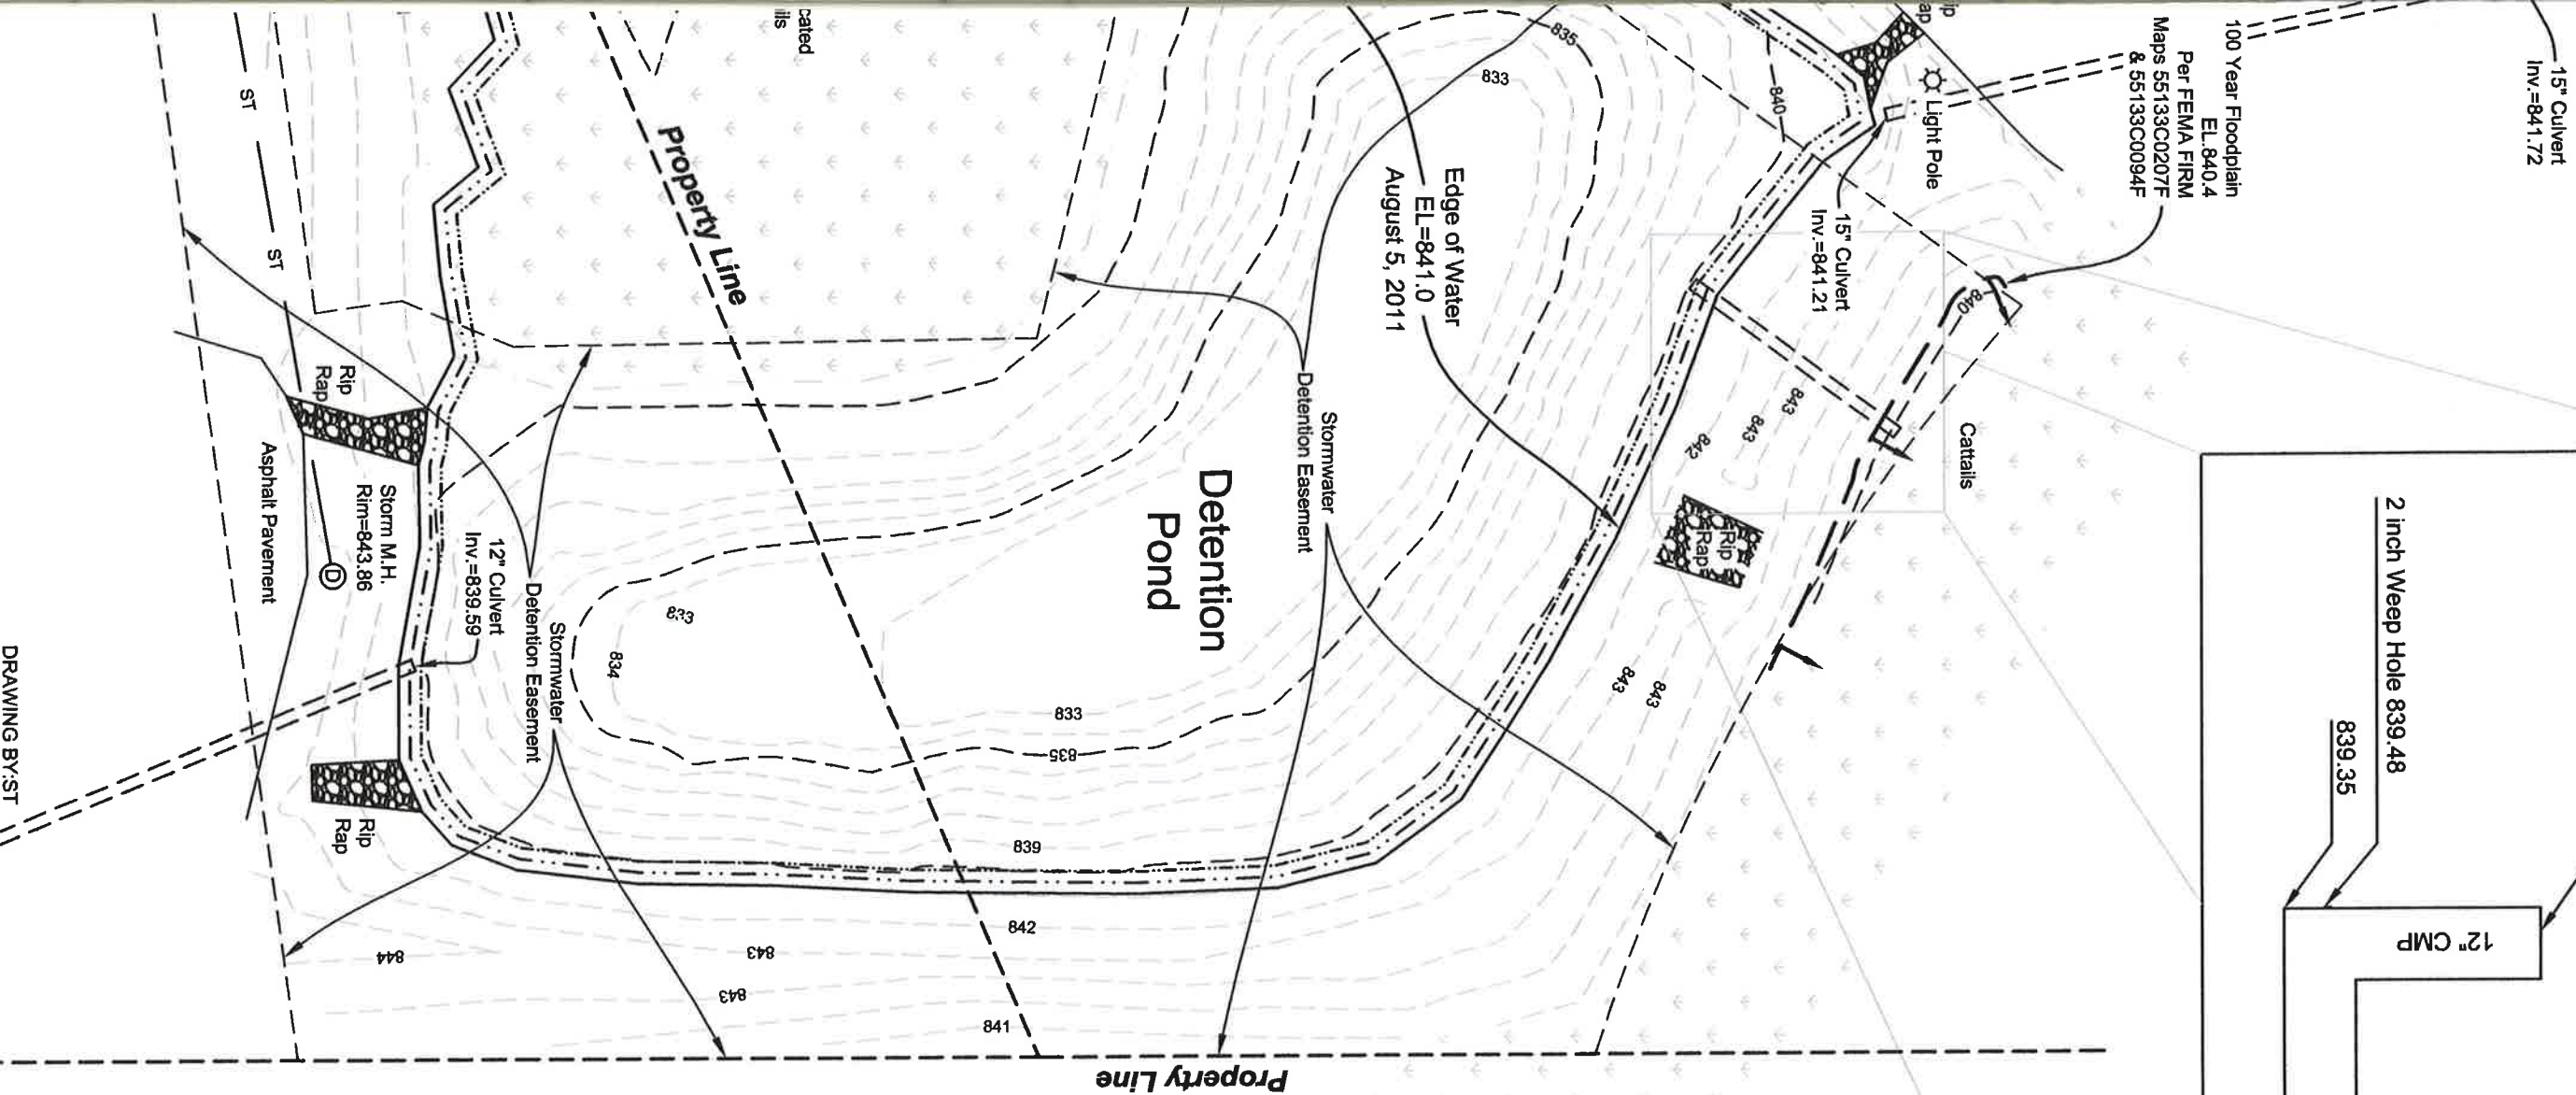 15" Culvert
Inv.=841.72
100 Year Floodplain
EL.840.4
Per FEMA FIRM
Maps 55133C0207F
& 55133C0094F
Light Pole
15" Culvert
Inv.=841.21
Edge of Water
EL=841.0
August 5, 2011
835
833
840
840
Property Line
ST
ST
Stormwater
Detention Easement
Detention
Pond
Cattails
843
843
842
Rip
Rap
843
843
2 inch Weep Hole 839.48
839.35
12" CMP
Rip
Rap
Asphalt Pavement
Storm M.H.
Rim=843.86
D
12" Culvert
Inv.=839.59
Stormwater
Detention Easement
833
834
833
835
839
842
843
843
844
841
Rip
Rap
Property Line
DRAWING BY:ST